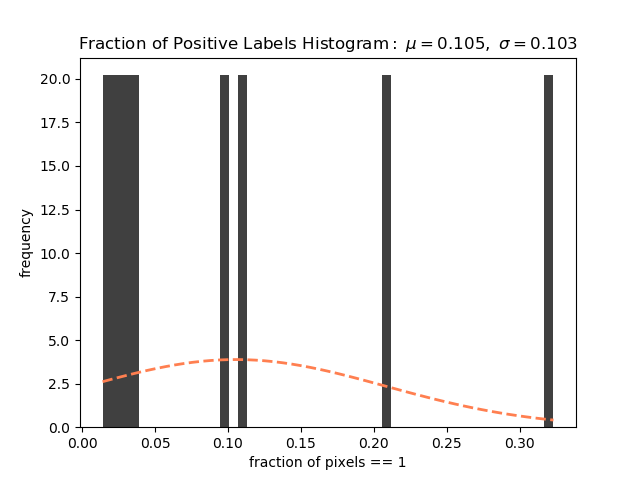 Fraction of Positive Labels Histogram : μ = 0.105, σ = 0.103
20.0
17.5
15.0
12.5
10.0
7.5
5.0
2.5
0.0
frequency
0.00 0.05 0.10 0.15 0.20 0.25 0.30
fraction of pixels == 1